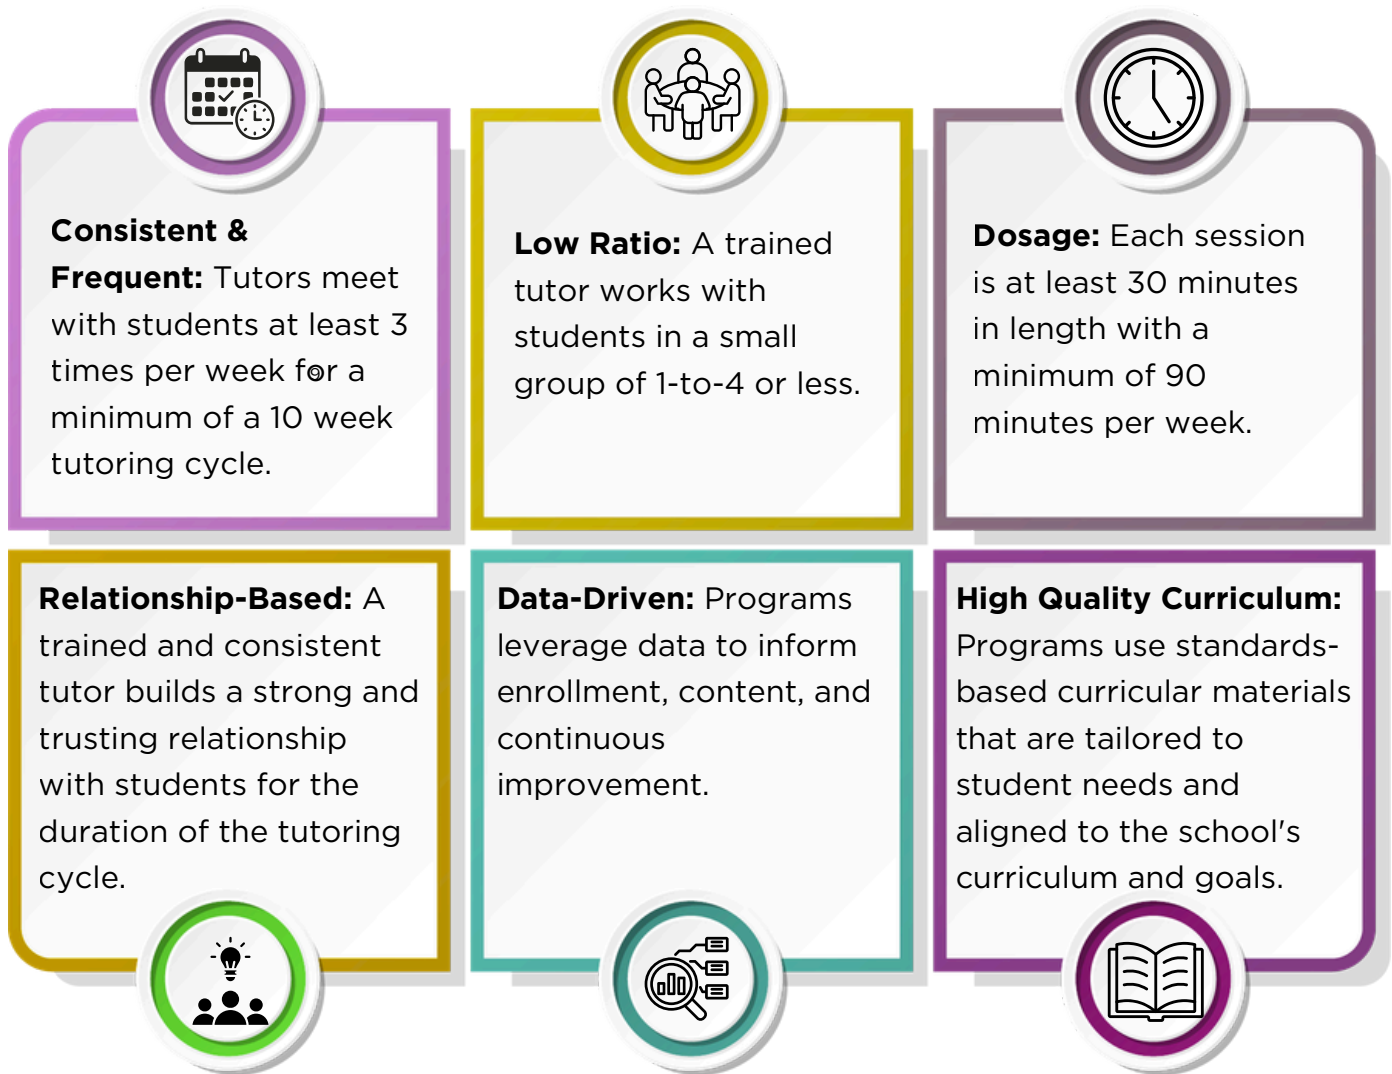 Consistent &
Frequent: Tutors meet
with students at least 3
times per week for a
minimum of a 10 week
tutoring cycle.
Low Ratio: A trained
tutor works with
students in a small
group of 1-to-4 or less.
Dosage: Each session
is at least 30 minutes
in length with a
minimum of 90
minutes per week.
Relationship-Based: A
trained and consistent
tutor builds a strong and
trusting relationship
with students for the
duration of the tutoring
cycle.
Data-Driven: Programs
leverage data to inform
enrollment, content, and
continuous
improvement.
High Quality Curriculum:
Programs use standards-
based curricular materials
that are tailored to
student needs and
aligned to the school's
curriculum and goals.